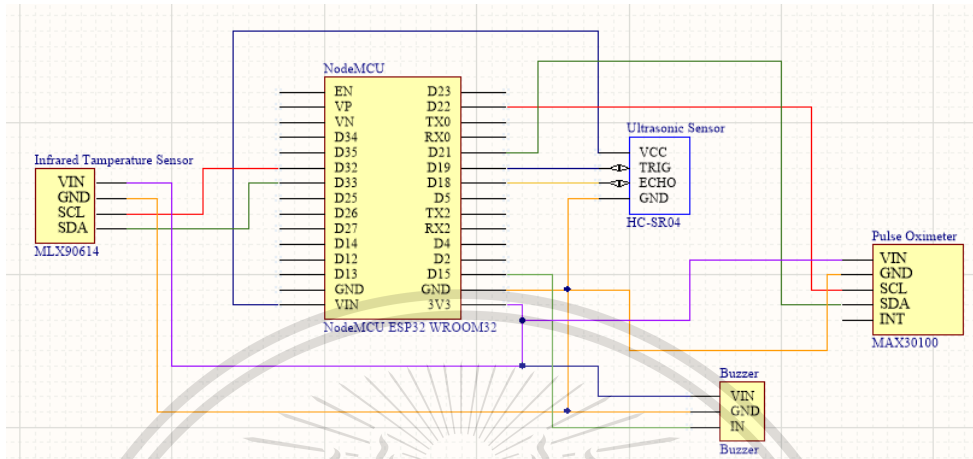 NodeMCU
EN
VP
VN
D34
D35
D32
D33
D25
D26
D27
D14
D12
D13
GND
VIN
D23
D22
TX0
RX0
D21
D19
D18
D5
TX2
RX2
D4
D2
D15
GND
3V3
NodeMCU ESP32 WROOM32
Infrared Tamperature Sensor
VIN
GND
SCL
SDA
MLX90614
Ultrasonic Sensor
VCC
TRIG
ECHO
GND
HC-SR04
Pulse Oximeter
VIN
GND
SCL
SDA
INT
MAX30100
Buzzer
VIN
GND
IN
Buzzer